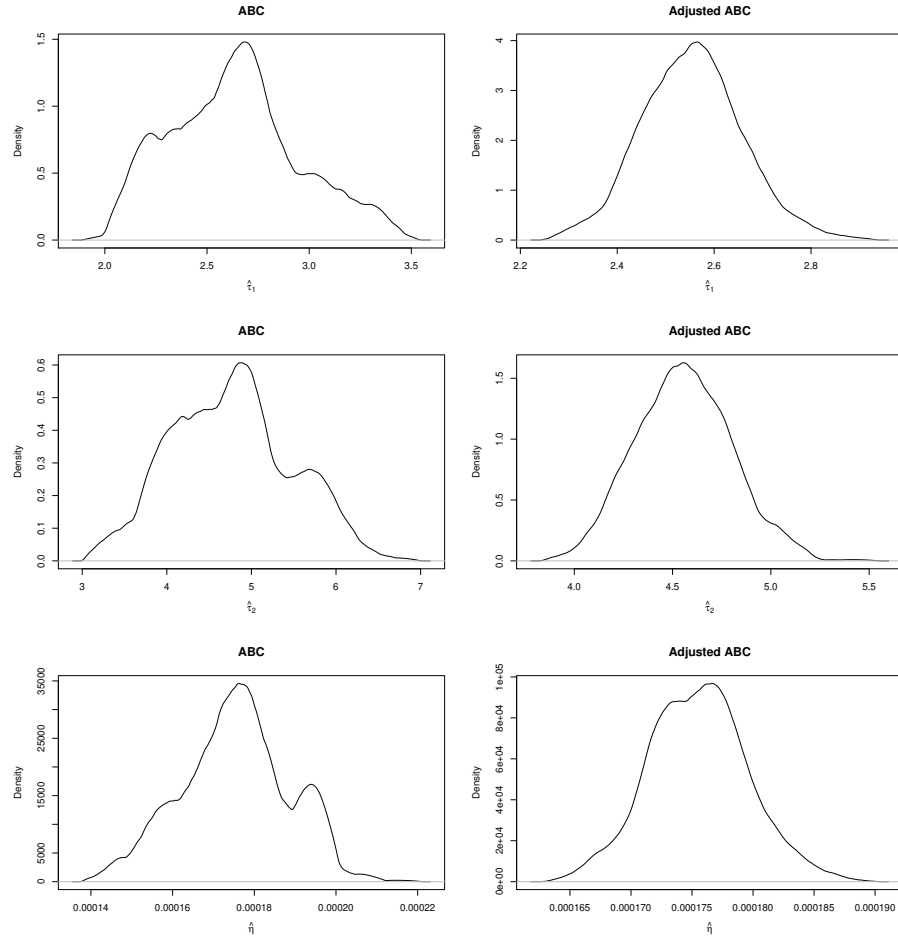 ABC
Adjusted ABC
Density
1.5
1.0
0.5
0.0
2.0 2.5 3.0 3.5
τ̂1
Density
4
3
2
1
0
2.2 2.4 2.6 2.8
τ̂1
ABC
Adjusted ABC
Density
0.6
0.5
0.4
0.3
0.2
0.1
0.0
3 4 5 6 7
τ̂2
Density
1.5
1.0
0.5
0.0
4.0 4.5 5.0 5.5
τ̂2
ABC
Adjusted ABC
Density
35000
25000
15000
5000
0
0.00014 0.00016 0.00018 0.00020 0.00022
η̂
Density
1e+05
8e+04
6e+04
4e+04
2e+04
0e+00
0.000165 0.000170 0.000175 0.000180 0.000185 0.000190
η̂